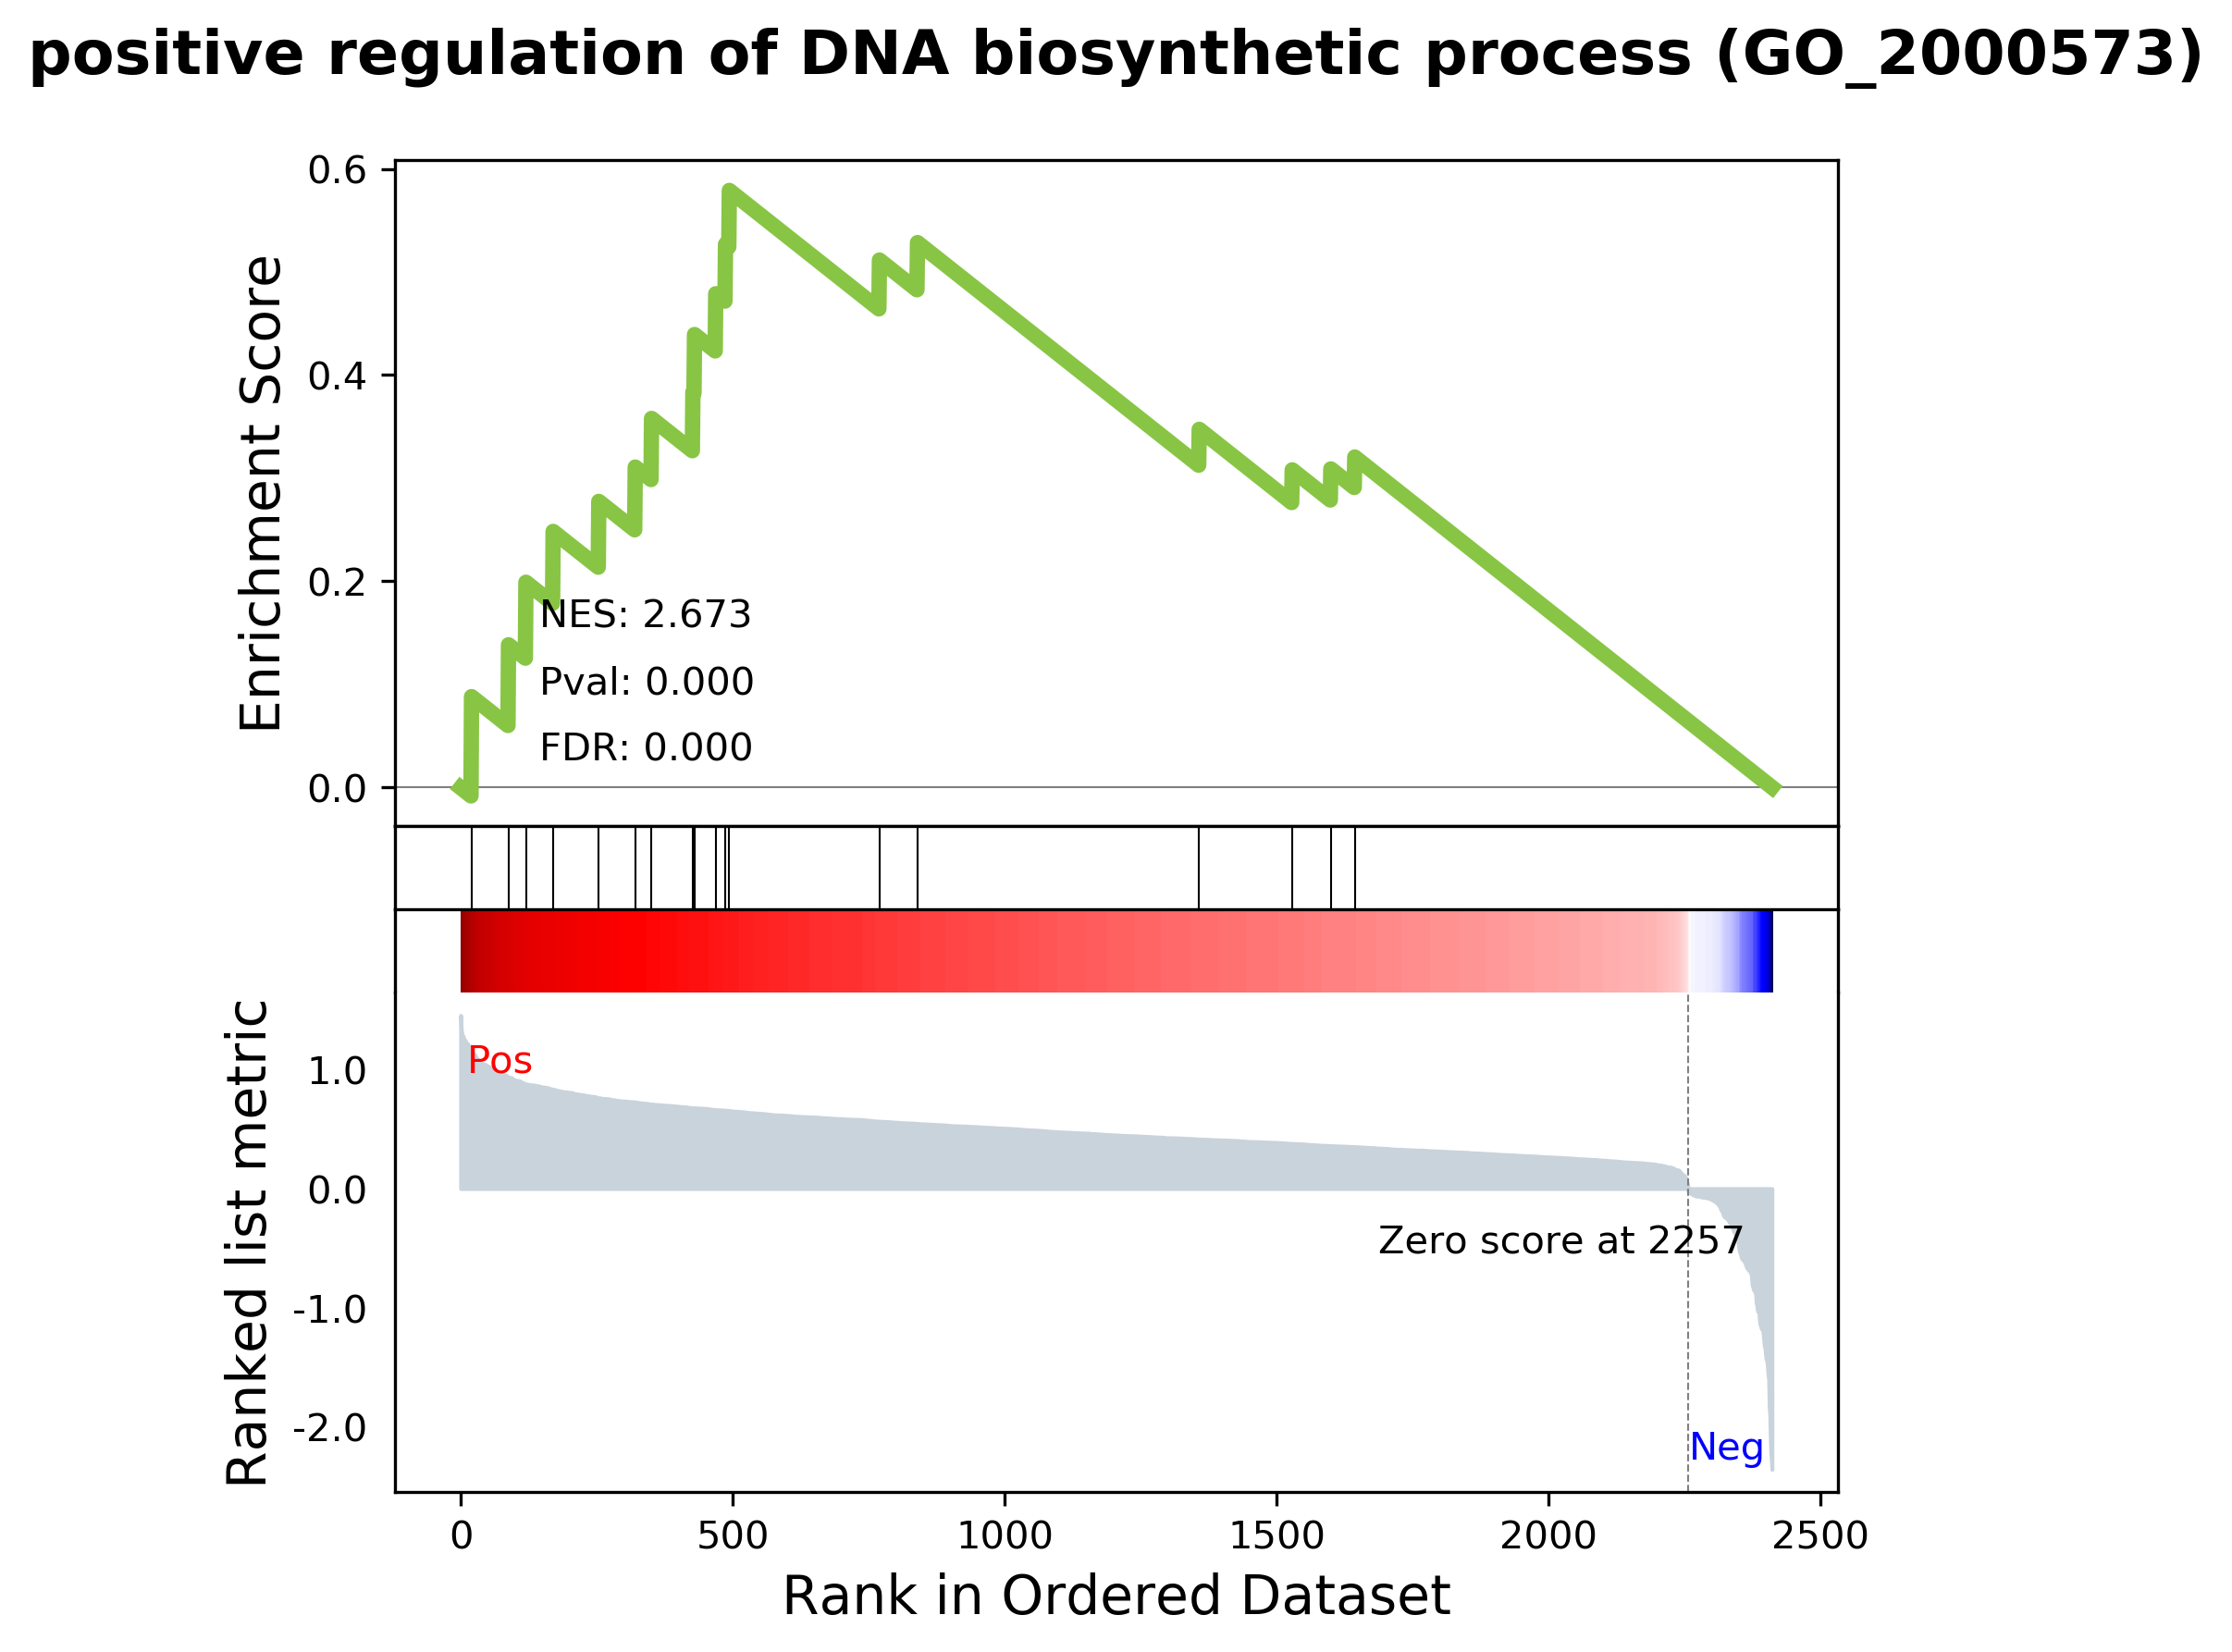 positive regulation of DNA biosynthetic process (GO_2000573)
Enrichment Score
0.6
0.4
0.2
0.0
NES: 2.673
Pval: 0.000
FDR: 0.000
Ranked list metric
1.0
0.0
-1.0
-2.0
Pos
Zero score at 2257
Neg
0 500 1000 1500 2000 2500
Rank in Ordered Dataset